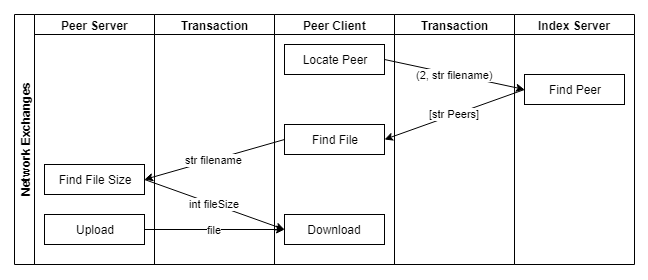 Peer Server
Transaction
Peer Client
Transaction
Index Server
Network Exchanges
Locate Peer
(2, str filename)
Find Peer
[str Peers]
Find File
str filename
Find File Size
int fileSize
Upload
file
Download